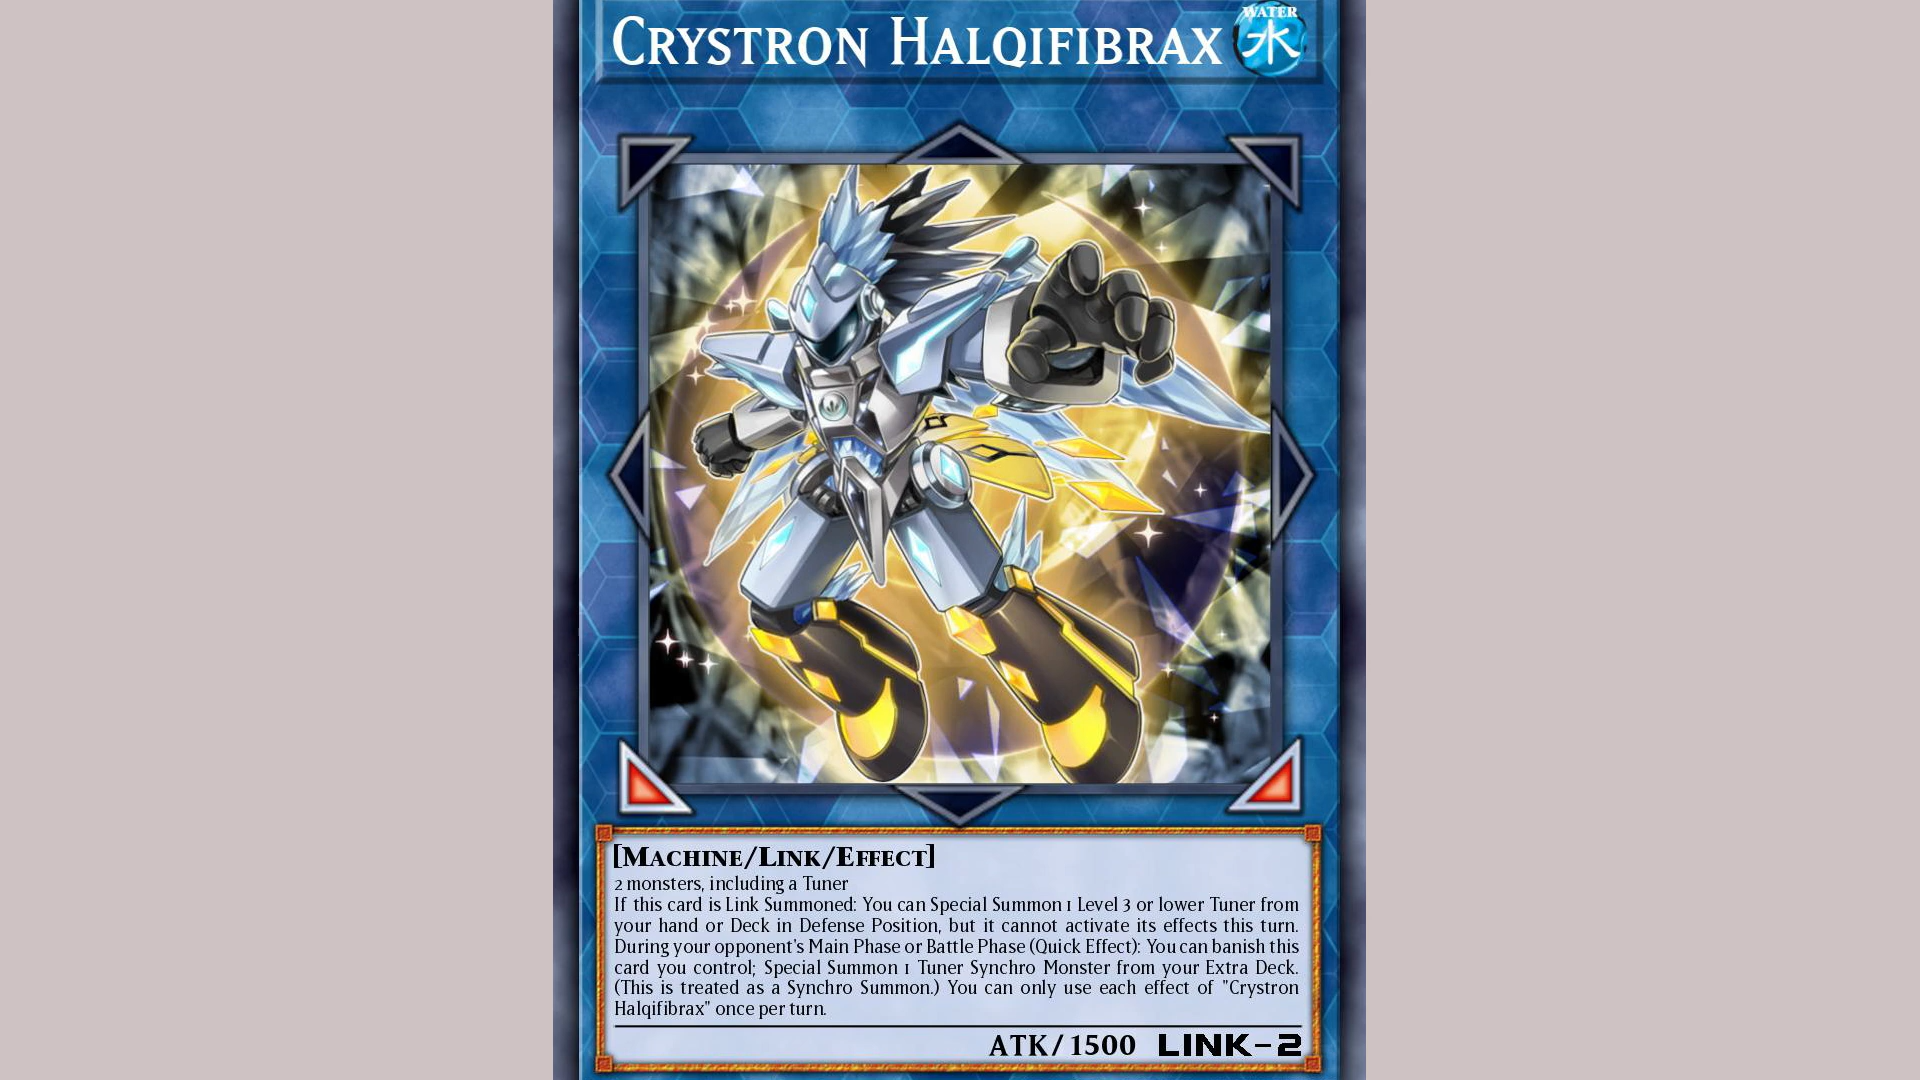 Crystron Halqifibrax
WATER
水
[Machine/Link/Effect]
2 monsters, including a Tuner
If this card is Link Summoned: You can Special Summon 1 Level 3 or lower Tuner from
your hand or Deck in Defense Position, but it cannot activate its effects this turn.
During your opponent's Main Phase or Battle Phase (Quick Effect): You can banish this
card you control; Special Summon 1 Tuner Synchro Monster from your Extra Deck.
(This is treated as a Synchro Summon.) You can only use each effect of "Crystron
Halqifibrax" once per turn.
ATK/1500 LINK-2